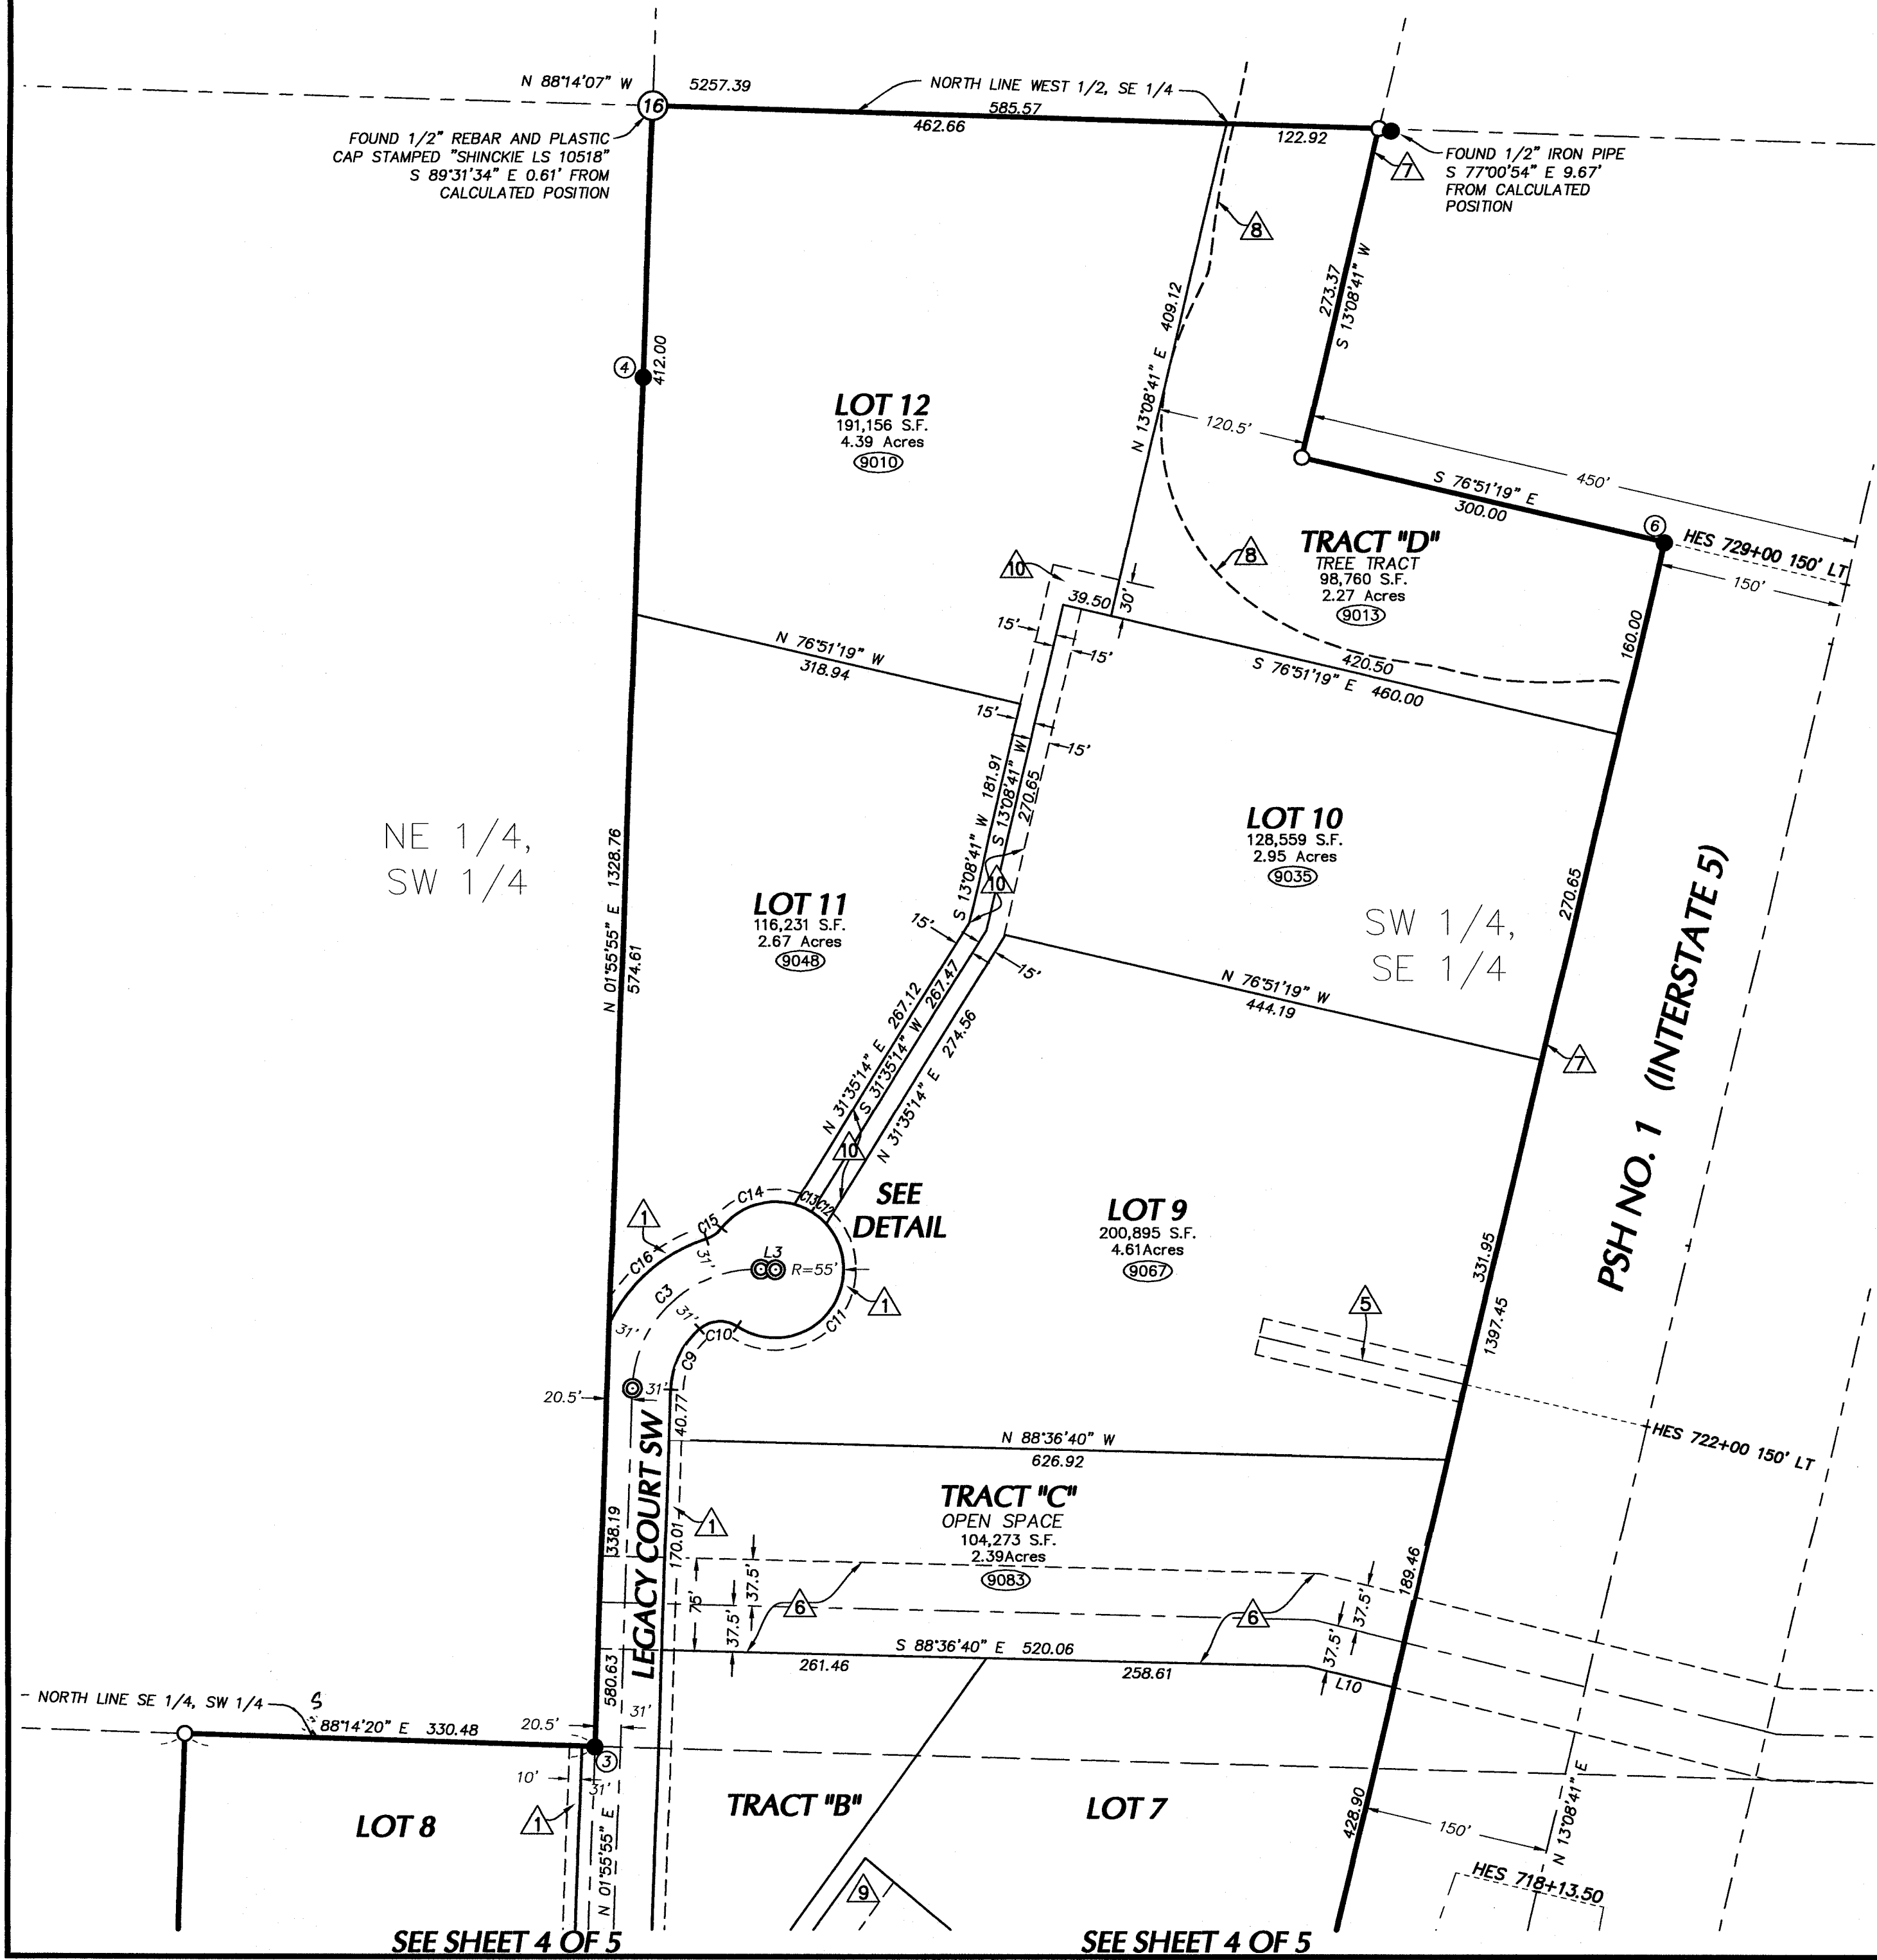 N 88°14'07" W 5257.39
NORTH LINE WEST 1/2, SE 1/4
585.57
462.66
122.92
16
FOUND 1/2" REBAR AND PLASTIC
CAP STAMPED "SHINCKIE LS 10518"
S 89°31'34" E 0.61' FROM
CALCULATED POSITION
FOUND 1/2" IRON PIPE
S 77°00'54" E 9.67'
FROM CALCULATED
POSITION
7
8
273.37
S 13°08'41" W
N 13°08'41" E 409.12
4
412.00
LOT 12
191,156 S.F.
4.39 Acres
9010
120.5'
450'
S 76°51'19" E
300.00
6
HES 729+00 150' LT
150'
TRACT "D"
TREE TRACT
98,760 S.F.
2.27 Acres
9013
8
10
39.50
30'
15'
15'
160.00
420.50
S 76°51'19" E 460.00
N 76°51'19" W
318.94
15'
15'
S 13°08'41" W 181.91
S 13°08'41" W
270.65
NE 1/4,
SW 1/4
N 01°55'55" E 1328.76
574.61
LOT 10
128,559 S.F.
2.95 Acres
9035
270.65
SW 1/4,
SE 1/4
PSH NO. 1 (INTERSTATE 5)
10
LOT 11
116,231 S.F.
2.67 Acres
9048
15'
15'
N 76°51'19" W
444.19
7
N 31°35'14" E 267.12
S 31°35'14" W 267.47
N 31°35'14" E 274.56
10
SEE
DETAIL
1
C14
C13
C12
C15
C16
31'
L3
R=55'
C3
31'
31'
C10
C11
C9
1
LOT 9
200,895 S.F.
4.61Acres
9067
331.95
1397.45
5
20.5'
31'
40.77
LEGACY COURT SW
N 88°36'40" W
626.92
HES 722+00 150' LT
TRACT "C"
OPEN SPACE
104,273 S.F.
2.39Acres
9083
338.19
170.01
1
75'
37.5'
37.5'
6
6
37.5'
37.5'
189.46
S 88°36'40" E 520.06
261.46
258.61
L10
580.63
31'
NORTH LINE SE 1/4, SW 1/4
S
88°14'20" E 330.48
20.5'
3
10'
31'
1
N 01°55'55" E
LOT 8
TRACT "B"
LOT 7
9
428.90
150'
N 13°08'41" E
HES 718+13.50
SEE SHEET 4 OF 5
SEE SHEET 4 OF 5